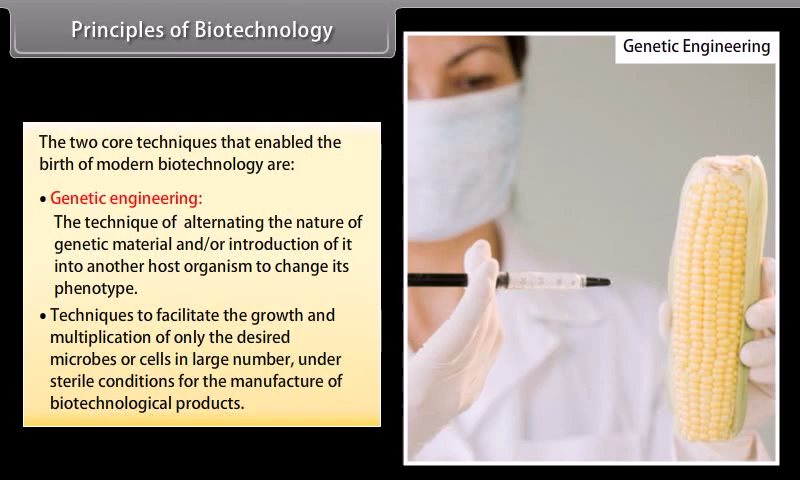 Principles of Biotechnology
Genetic Engineering
The two core techniques that enabled the
birth of modern biotechnology are:
• Genetic engineering:
The technique of alternating the nature of
genetic material and/or introduction of it
into another host organism to change its
phenotype.
• Techniques to facilitate the growth and
multiplication of only the desired
microbes or cells in large number, under
sterile conditions for the manufacture of
biotechnological products.